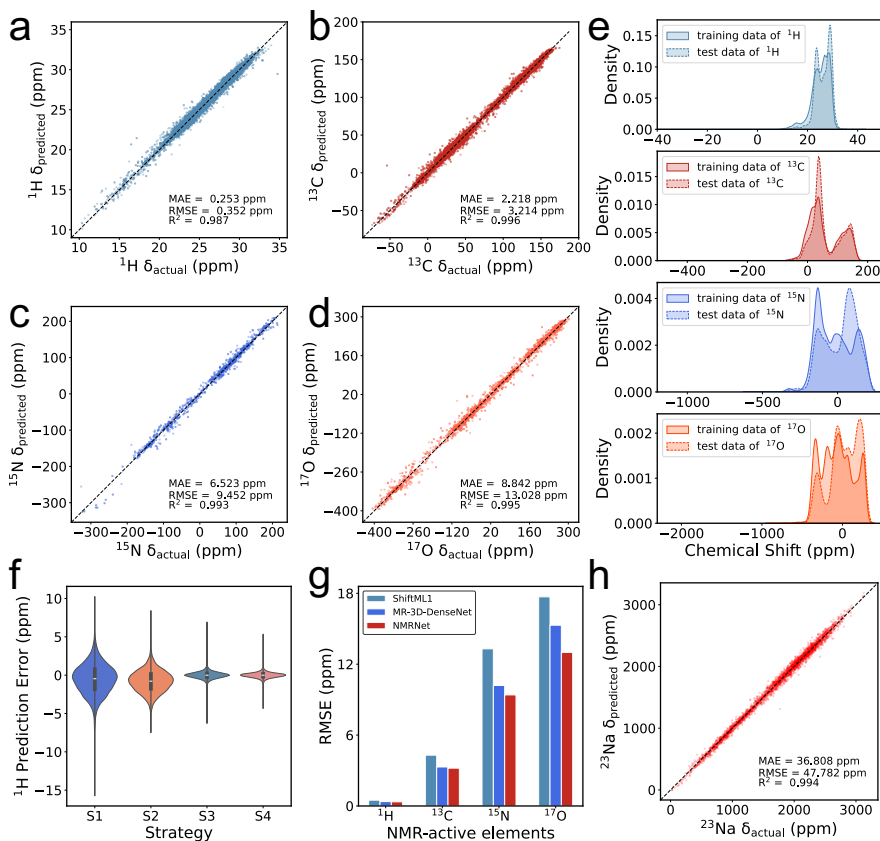 a
35
30
25
20
15
10
¹H δpredicted (ppm)
MAE = 0.253 ppm
RMSE = 0.352 ppm
R² = 0.987
10 15 20 25 30 35
¹H δactual (ppm)
b
200
150
100
50
0
−50
¹³C δpredicted (ppm)
MAE = 2.218 ppm
RMSE = 3.214 ppm
R² = 0.996
−50 0 50 100 150 200
¹³C δactual (ppm)
e
0.15
0.10
0.05
0.00
Density
training data of ¹H
test data of ¹H
−40 −20 0 20 40
0.015
0.010
0.005
0.000
Density
training data of ¹³C
test data of ¹³C
−400 −200 0 200
0.004
0.002
0.000
Density
training data of ¹⁵N
test data of ¹⁵N
−1000 −500 0
0.002
0.001
0.000
Density
training data of ¹⁷O
test data of ¹⁷O
−2000 −1000 0
Chemical Shift (ppm)
c
200
100
0
−100
−200
−300
¹⁵N δpredicted (ppm)
MAE = 6.523 ppm
RMSE = 9.452 ppm
R² = 0.993
−300 −200 −100 0 100 200
¹⁵N δactual (ppm)
d
300
160
20
−120
−260
−400
¹⁷O δpredicted (ppm)
MAE = 8.842 ppm
RMSE = 13.028 ppm
R² = 0.995
−400 −260 −120 20 160 300
¹⁷O δactual (ppm)
f
10
5
0
−5
−10
−15
¹H Prediction Error (ppm)
S1 S2 S3 S4
Strategy
g
18
12
6
0
RMSE (ppm)
ShiftML1
MR-3D-DenseNet
NMRNet
¹H ¹³C ¹⁵N ¹⁷O
NMR-active elements
h
3000
2000
1000
0
²³Na δpredicted (ppm)
MAE = 36.808 ppm
RMSE = 47.782 ppm
R² = 0.994
0 1000 2000 3000
²³Na δactual (ppm)